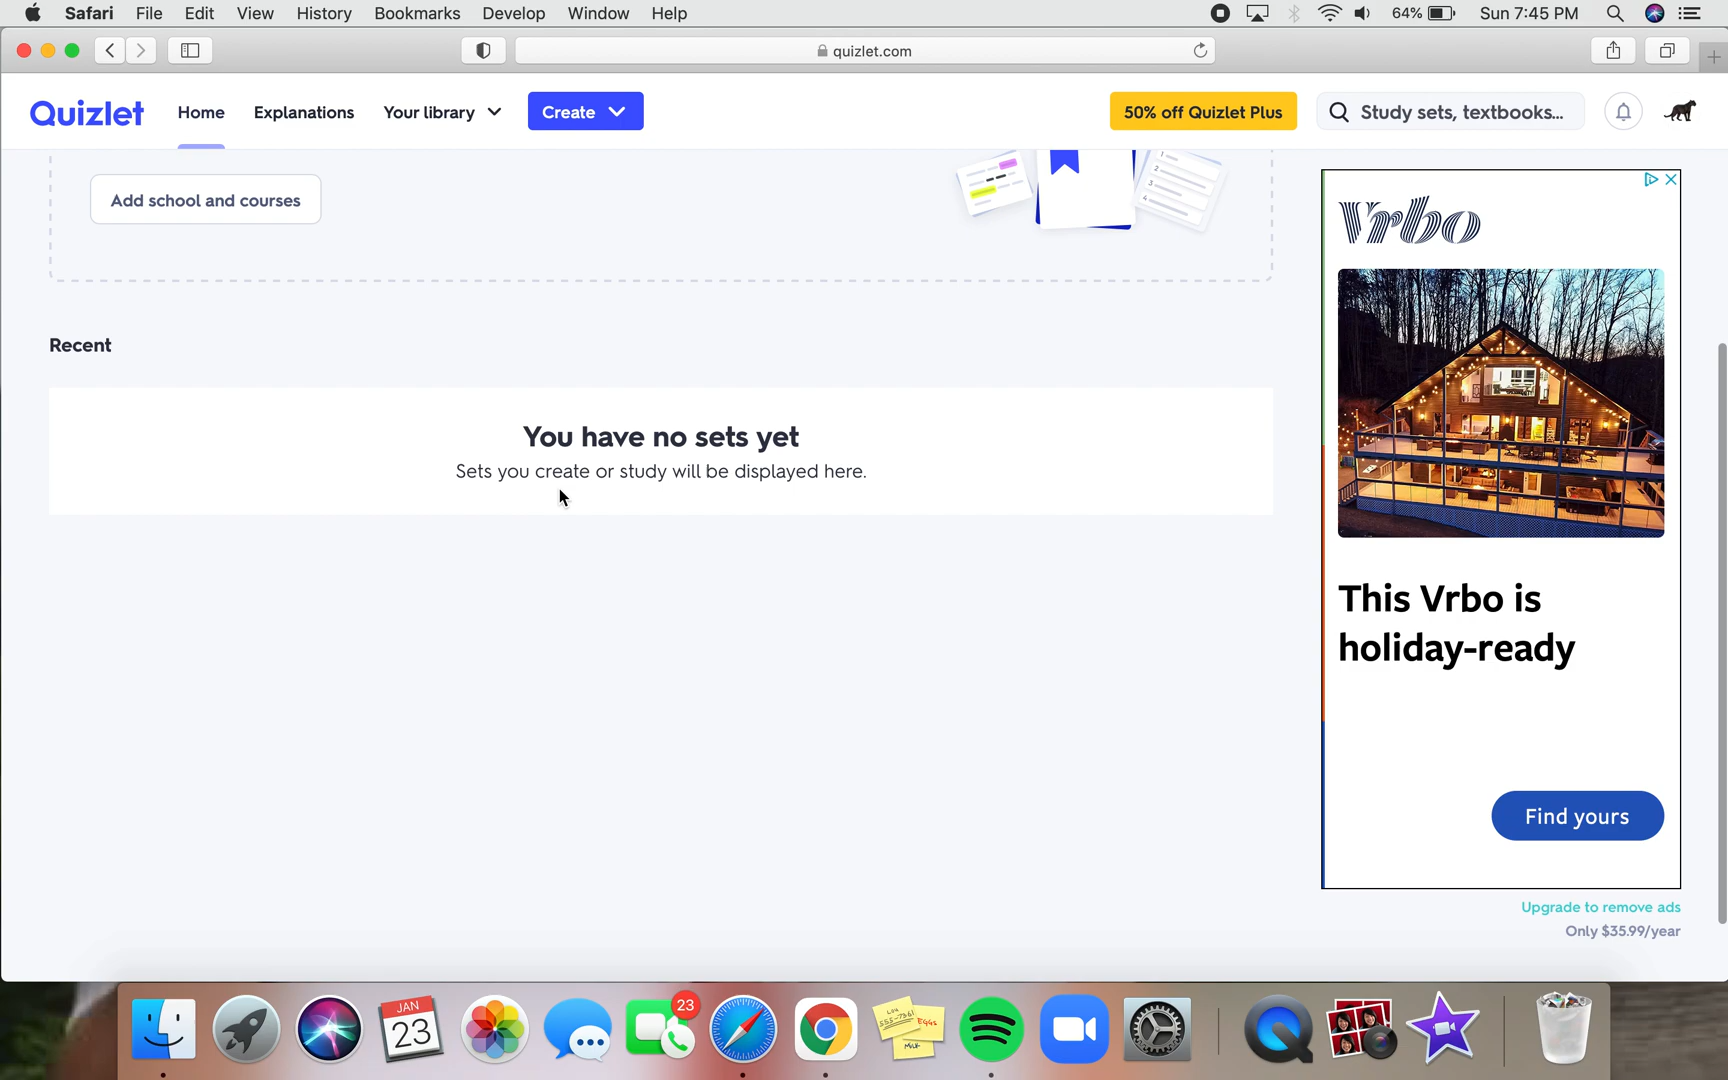 Safari File Edit View History Bookmarks Develop Window Help 64% Sun 7:45 PM
quizlet.com
Quizlet Home Explanations Your library Create 50% off Quizlet Plus Study sets, textbooks...
Add school and courses
Recent
You have no sets yet
Sets you create or study will be displayed here.
Vrbo
This Vrbo is
holiday-ready
Find yours
Upgrade to remove ads
Only $35.99/year
JAN
23
23